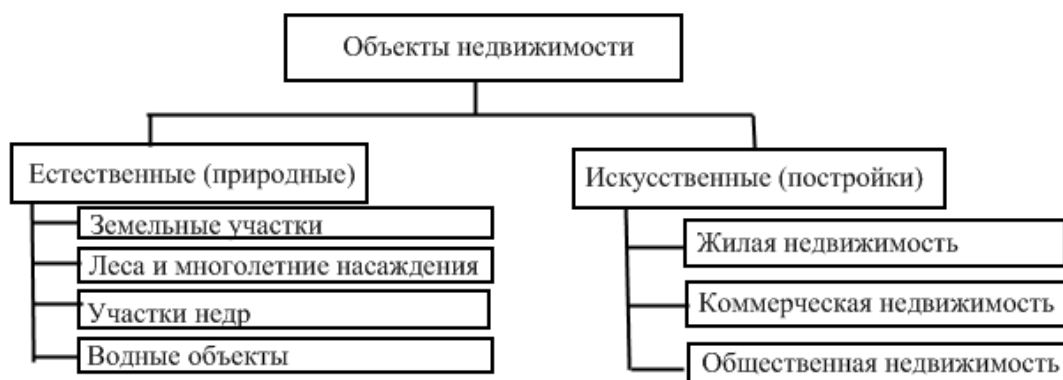 Объекты недвижимости
Естественные (природные)
Земельные участки
Леса и многолетние насаждения
Участки недр
Водные объекты
Искусственные (постройки)
Жилая недвижимость
Коммерческая недвижимость
Общественная недвижимость